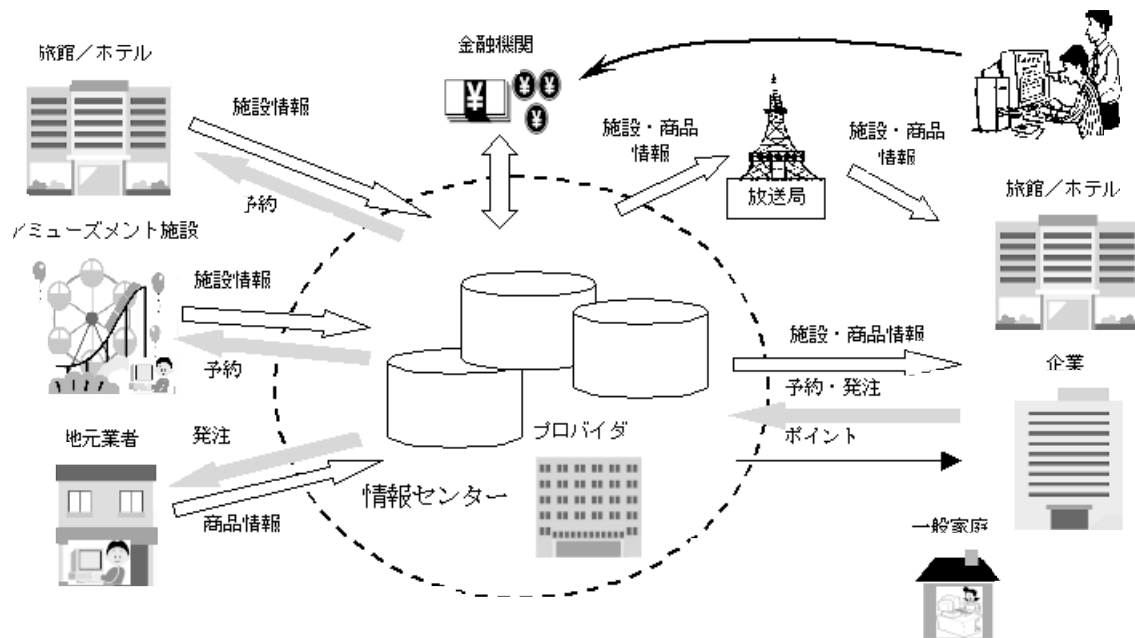 旅館／ホテル
金融機関
施設情報
施設・商品
情報
施設・商品
情報
予約
放送局
旅館／ホテル
アミューズメント施設
施設情報
予約
施設・商品情報
予約・発注
ポイント
企業
地元業者
発注
商品情報
プロバイダ
情報センター
一般家庭